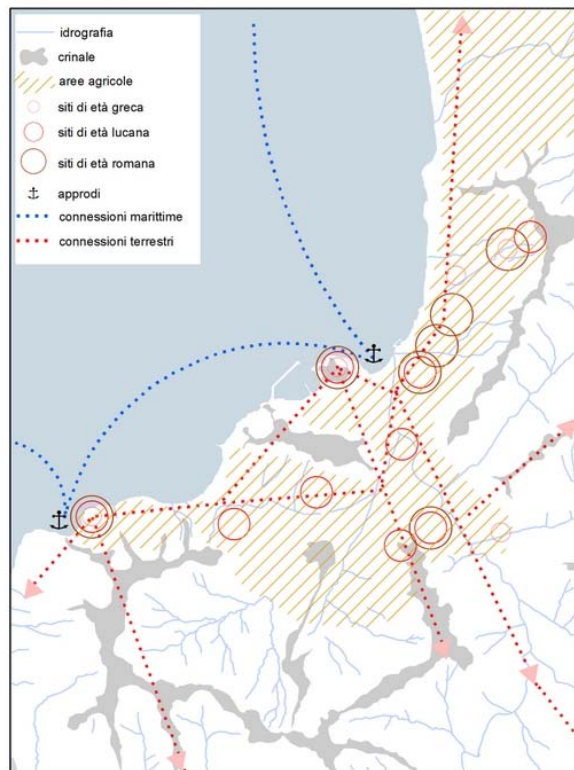 idrografia
crinale
aree agricole
siti di età greca
siti di età lucana
siti di età romana
approdi
connessioni marittime
connessioni terrestri